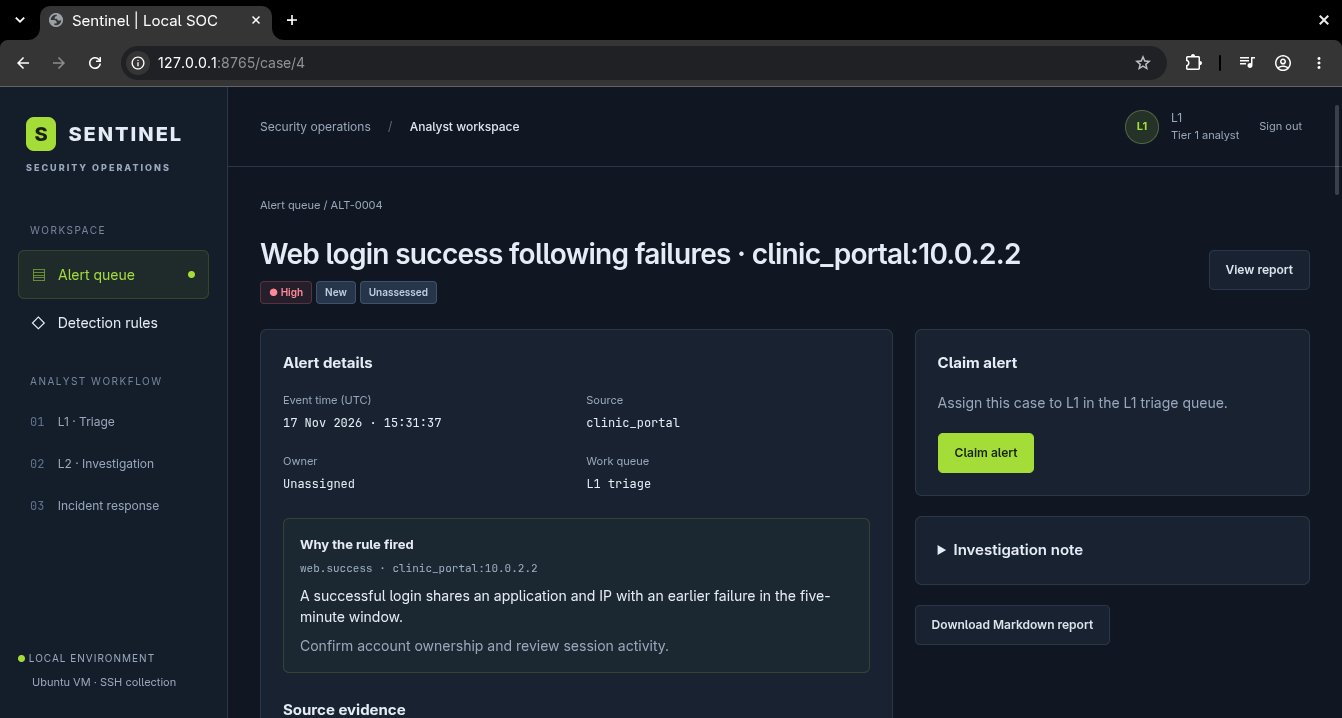 Sentinel | Local SOC
127.0.0.1:8765/case/4
S SENTINEL
SECURITY OPERATIONS
WORKSPACE
Alert queue
Detection rules
ANALYST WORKFLOW
01 L1 · Triage
02 L2 · Investigation
03 Incident response
LOCAL ENVIRONMENT
Ubuntu VM · SSH collection
Security operations / Analyst workspace
L1
L1
Tier 1 analyst
Sign out
Alert queue / ALT-0004
Web login success following failures · clinic_portal:10.0.2.2
High
New
Unassessed
View report
Alert details
Event time (UTC)
17 Nov 2026 · 15:31:37
Source
clinic_portal
Owner
Unassigned
Work queue
L1 triage
Why the rule fired
web.success · clinic_portal:10.0.2.2
A successful login shares an application and IP with an earlier failure in the five-
minute window.
Confirm account ownership and review session activity.
Source evidence
Claim alert
Assign this case to L1 in the L1 triage queue.
Claim alert
Investigation note
Download Markdown report